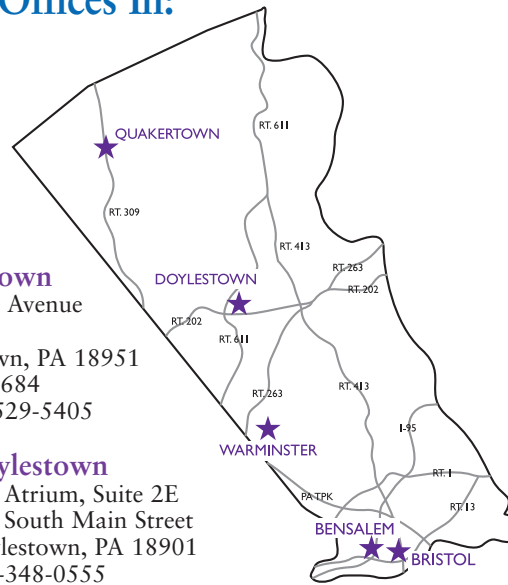 Offices in:
QUAKERTOWN
RT. 611
RT. 309
RT. 413
RT. 263
RT. 202
DOYLESTOWN
RT. 202
RT. 611
RT. 263
RT. 413
I-95
WARMINSTER
RT. 1
PA TPK
RT. 13
BENSALEM
BRISTOL
own
Avenue
wn, PA 18951
684
529-5405
ylestown
Atrium, Suite 2E
South Main Street
lestown, PA 18901
-348-0555